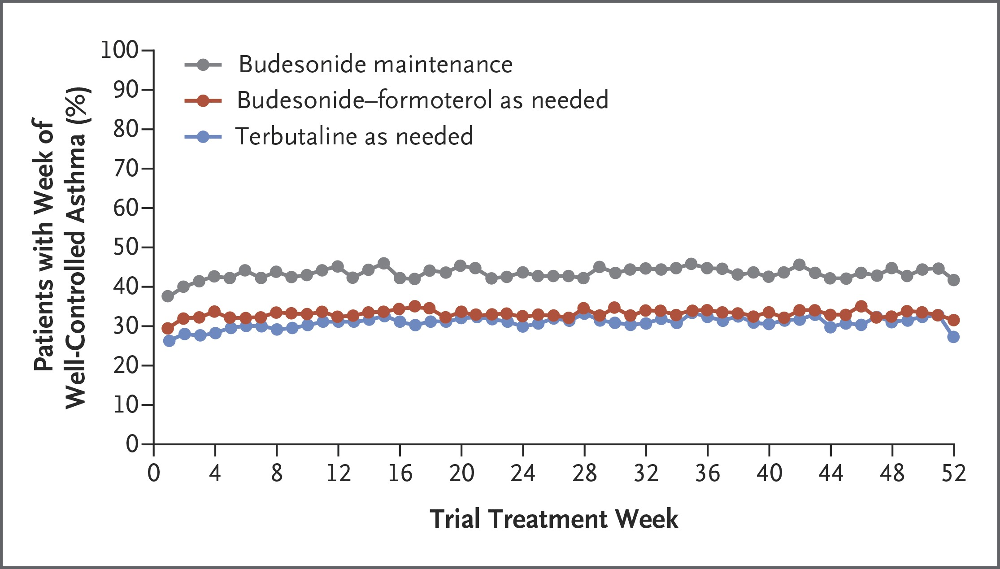 Patients with Week of
Well-Controlled Asthma (%)
100
90
80
70
60
50
40
30
20
10
0
Budesonide maintenance
Budesonide–formoterol as needed
Terbutaline as needed
0 4 8 12 16 20 24 28 32 36 40 44 48 52
Trial Treatment Week